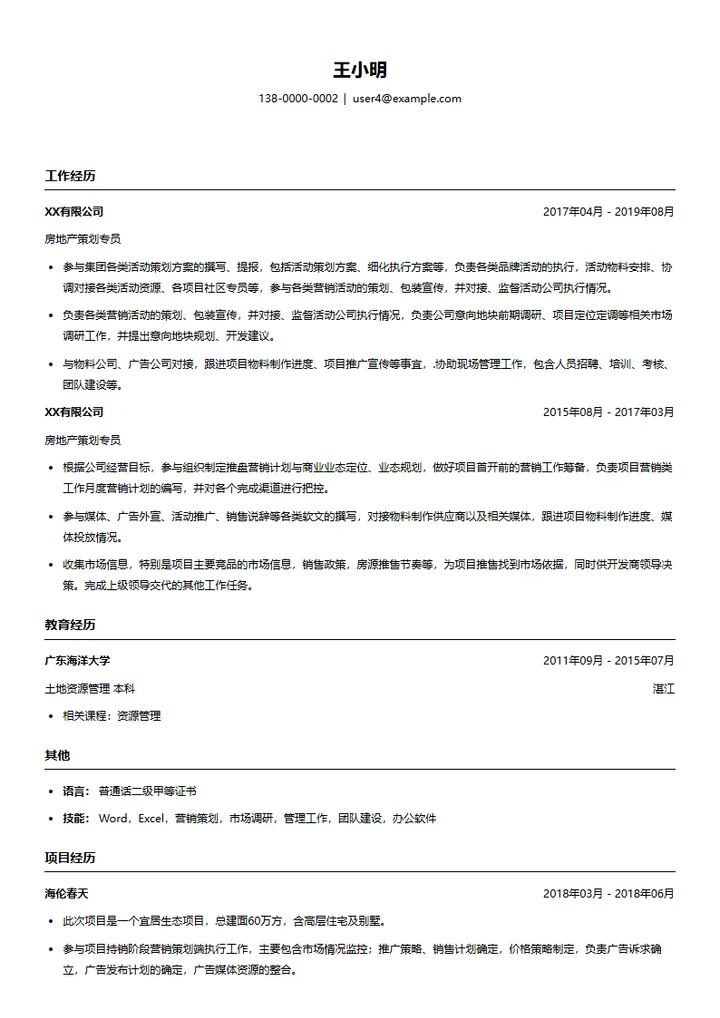 王小明
138-0000-0002 | user4@example.com
工作经历
XX有限公司 2017年04月 - 2019年08月
房地产策划专员
• 参与集团各类活动策划方案的撰写、提报，包括活动策划方案、细化执行方案等，负责各类品牌活动的执行，活动物料安排、协
调对接各类活动资源、各项目社区专员等，参与各类营销活动的策划、包装宣传，并对接、监督活动公司执行情况。
• 负责各类营销活动的策划、包装宣传，并对接、监督活动公司执行情况，负责公司意向地块前期调研、项目定位定调等相关市场
调研工作，并提出意向地块规划、开发建议。
• 与物料公司、广告公司对接，跟进项目物料制作进度、项目推广宣传等事宜，.协助现场管理工作，包含人员招聘、培训、考核、
团队建设等。
XX有限公司 2015年08月 - 2017年03月
房地产策划专员
• 根据公司经营目标，参与组织制定推盘营销计划与商业业态定位、业态规划，做好项目首开前的营销工作筹备，负责项目营销类
工作月度营销计划的编写，并对各个完成渠道进行把控。
• 参与媒体、广告外宣、活动推广、销售说辞等各类软文的撰写，对接物料制作供应商以及相关媒体，跟进项目物料制作进度、媒
体投放情况。
• 收集市场信息，特别是项目主要竞品的市场信息，销售政策，房源推售节奏等，为项目推售找到市场依据，同时供开发商领导决
策。完成上级领导交代的其他工作任务。
教育经历
广东海洋大学 2011年09月 - 2015年07月
土地资源管理 本科 湛江
• 相关课程：资源管理
其他
• 语言： 普通话二级甲等证书
• 技能： Word，Excel，营销策划，市场调研，管理工作，团队建设，办公软件
项目经历
海伦春天 2018年03月 - 2018年06月
• 此次项目是一个宜居生态项目，总建面60万方，含高层住宅及别墅。
• 参与项目持销阶段营销策划端执行工作，主要包含市场情况监控；推广策略、销售计划确定，价格策略制定，负责广告诉求确
立，广告发布计划的确定，广告媒体资源的整合。